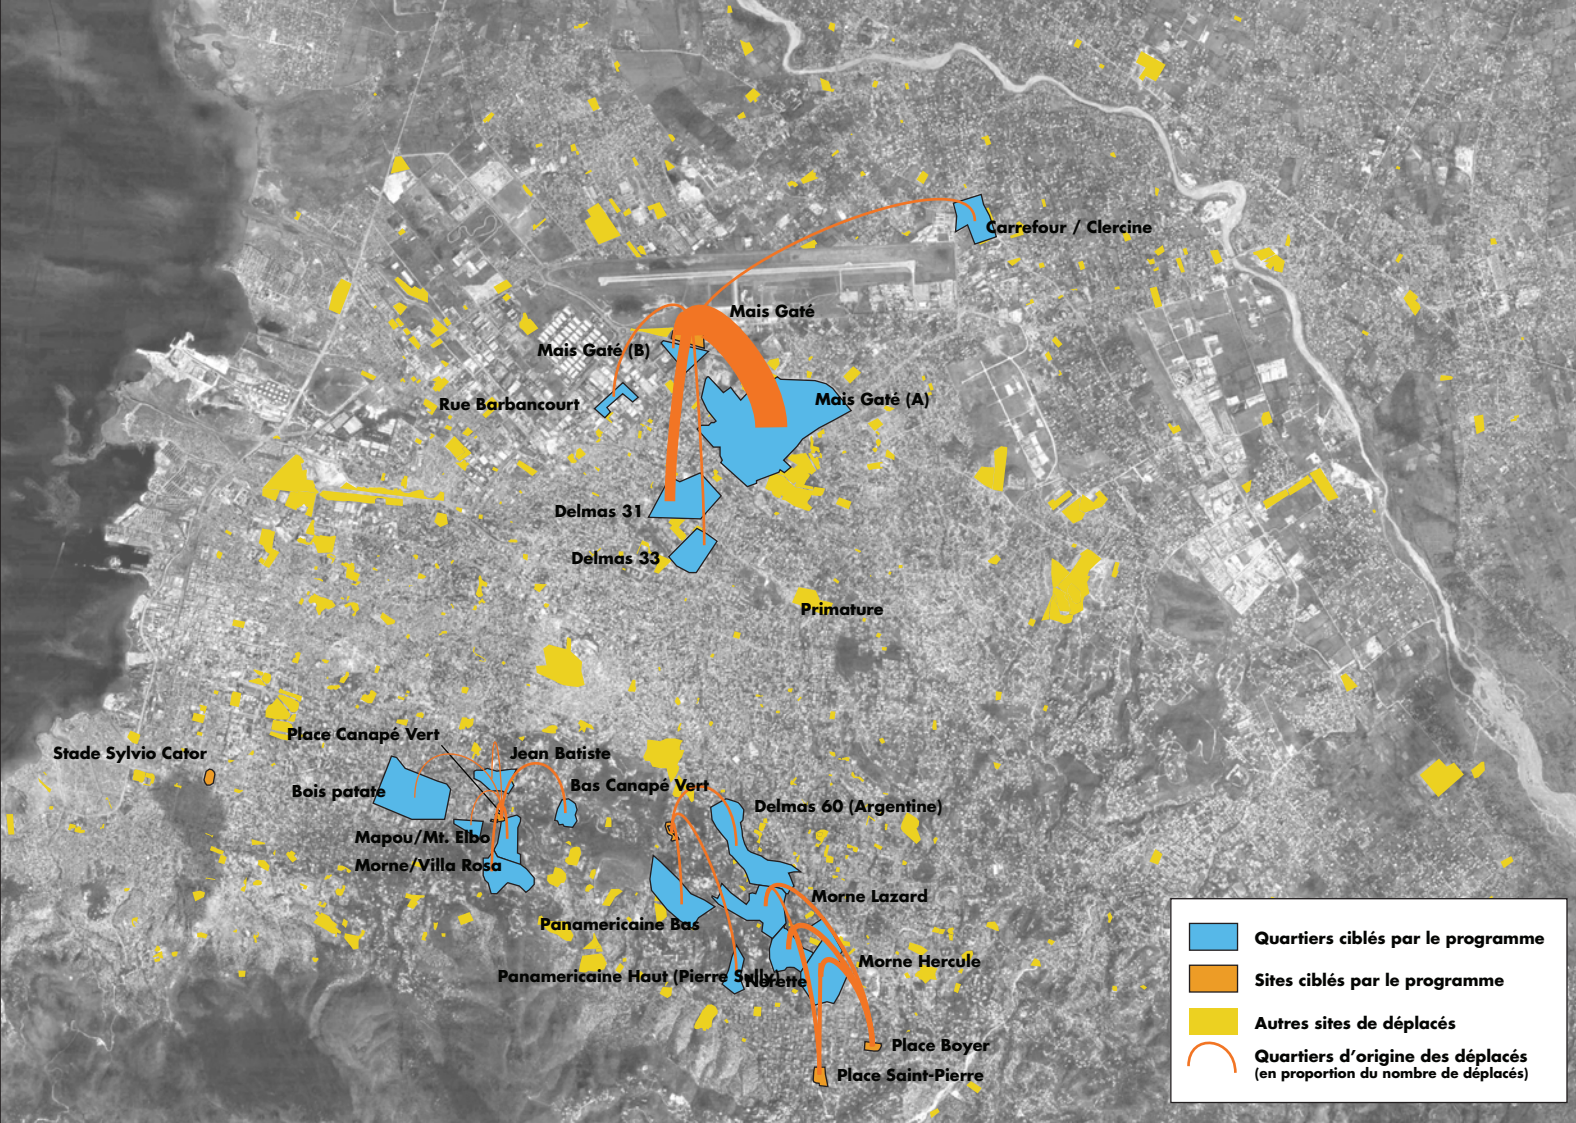 Carrefour / Clercine
Mais Gaté
Mais Gaté (B)
Mais Gaté (A)
Rue Barbancourt
Delmas 31
Delmas 33
Primature
Place Canapé Vert
Stade Sylvio Cator
Jean Batiste
Bois patate
Bas Canapé Vert
Delmas 60 (Argentine)
Mapou/Mt. Elbo
Morne/Villa Rosa
Morne Lazard
Panamericaine Bas
Morne Hercule
Panamericaine Haut (Pierre Sully)
Nerette
Place Boyer
Place Saint-Pierre
Quartiers ciblés par le programme
Sites ciblés par le programme
Autres sites de déplacés
Quartiers d'origine des déplacés
(en proportion du nombre de déplacés)